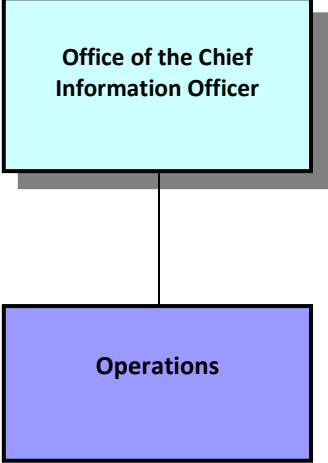 Office of the Chief
Information Officer
Operations